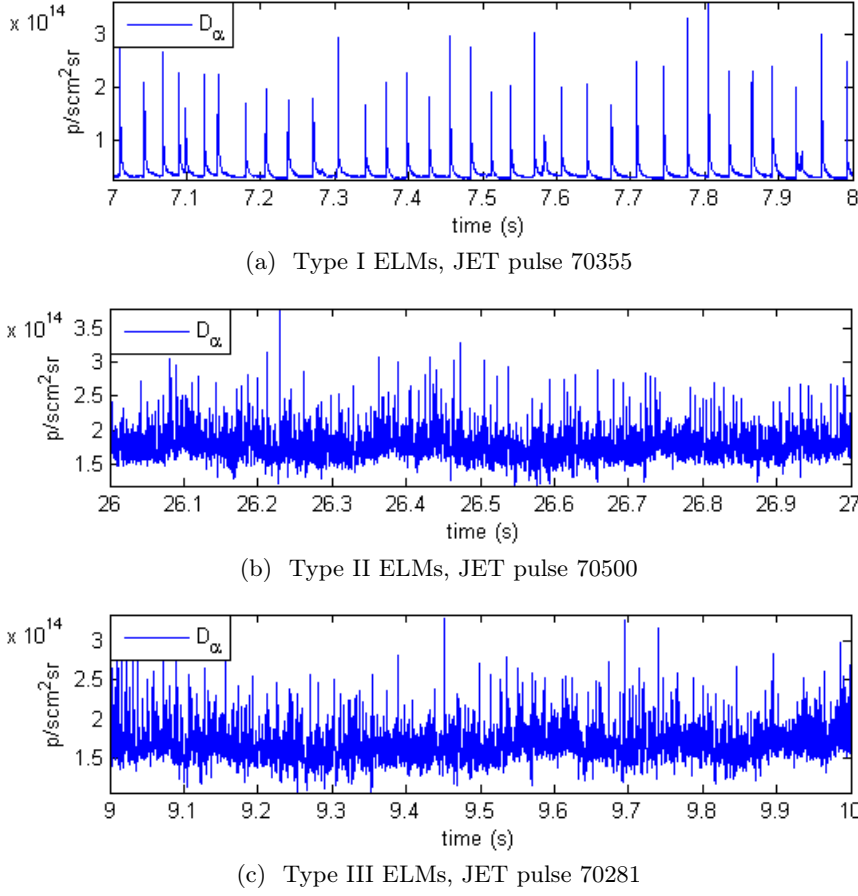 x 10^14
D_α
3
2
1
p/scm²sr
7 7.1 7.2 7.3 7.4 7.5 7.6 7.7 7.8 7.9 8
time (s)
(a) Type I ELMs, JET pulse 70355
x 10^14
D_α
3.5
3
2.5
2
1.5
p/scm²sr
26 26.1 26.2 26.3 26.4 26.5 26.6 26.7 26.8 26.9 27
time (s)
(b) Type II ELMs, JET pulse 70500
x 10^14
D_α
3
2.5
2
1.5
p/scm²sr
9 9.1 9.2 9.3 9.4 9.5 9.6 9.7 9.8 9.9 10
time (s)
(c) Type III ELMs, JET pulse 70281